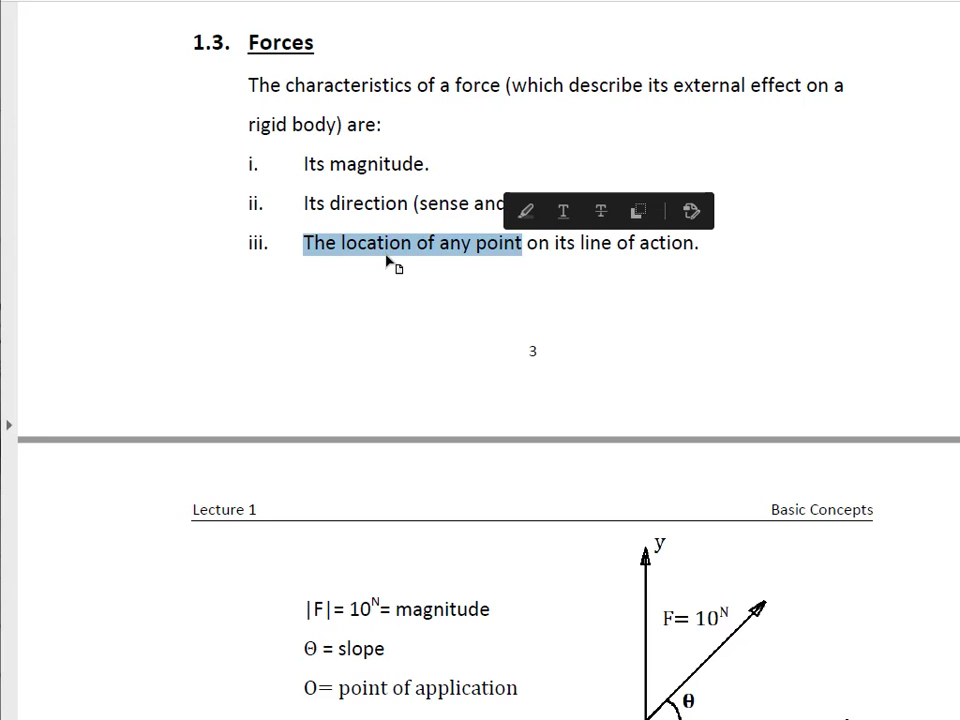 1.3. Forces
The characteristics of a force (which describe its external effect on a
rigid body) are:
i. Its magnitude.
ii. Its direction (sense and
iii. The location of any point on its line of action.
3
Lecture 1 Basic Concepts
y
|F|= 10N= magnitude
F= 10N
Θ = slope
O= point of application
θ